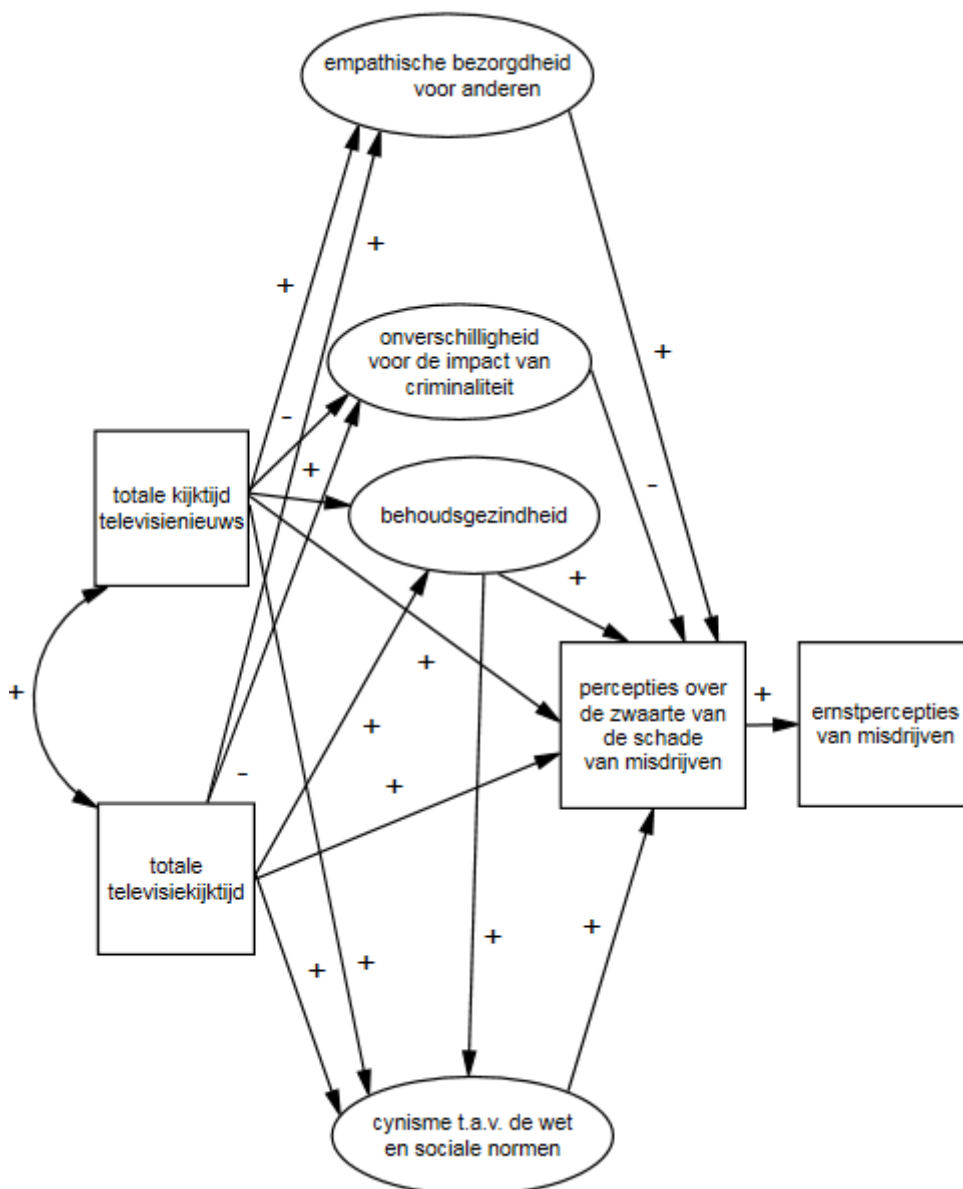 empathische bezorgdheid
voor anderen
+
+
onverschilligheid
voor de impact van
criminaliteit
+
-
+
-
totale kijktijd
televisienieuws
behoudsgezindheid
+
+
+
percepties over
de zwaarte van
de schade
van misdrijven
+
ernstpercepties
van misdrijven
+
+
-
totale
televisiekijktijd
+
+
+
+
cynisme t.a.v. de wet
en sociale normen